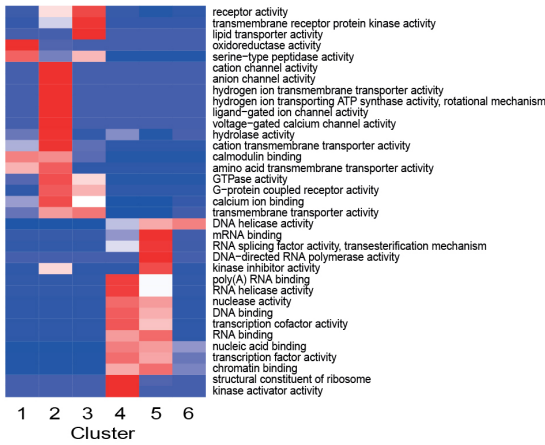 receptor activity
transmembrane receptor protein kinase activity
lipid transporter activity
oxidoreductase activity
serine-type peptidase activity
cation channel activity
anion channel activity
hydrogen ion transmembrane transporter activity
hydrogen ion transporting ATP synthase activity, rotational mechanism
ligand-gated ion channel activity
voltage-gated calcium channel activity
hydrolase activity
cation transmembrane transporter activity
calmodulin binding
amino acid transmembrane transporter activity
GTPase activity
G-protein coupled receptor activity
calcium ion binding
transmembrane transporter activity
DNA helicase activity
mRNA binding
RNA splicing factor activity, transesterification mechanism
DNA-directed RNA polymerase activity
kinase inhibitor activity
poly(A) RNA binding
RNA helicase activity
nuclease activity
DNA binding
transcription cofactor activity
RNA binding
nucleic acid binding
transcription factor activity
chromatin binding
structural constituent of ribosome
kinase activator activity
1 2 3 4 5 6
Cluster